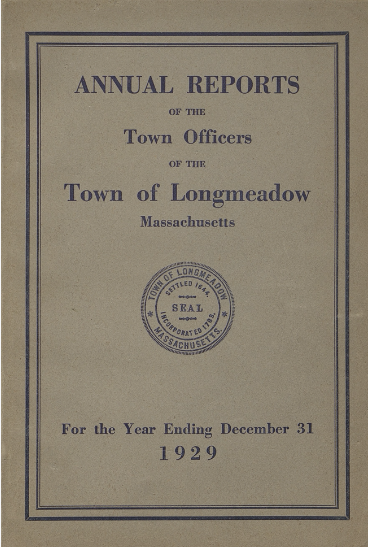 ANNUAL REPORTS
OF THE
Town Officers
OF THE
Town of Longmeadow
Massachusetts
TOWN OF LONGMEADOW
SETTLED 1644.
SEAL
INCORPORATED 1783.
MASSACHUSETTS.
For the Year Ending December 31
1929